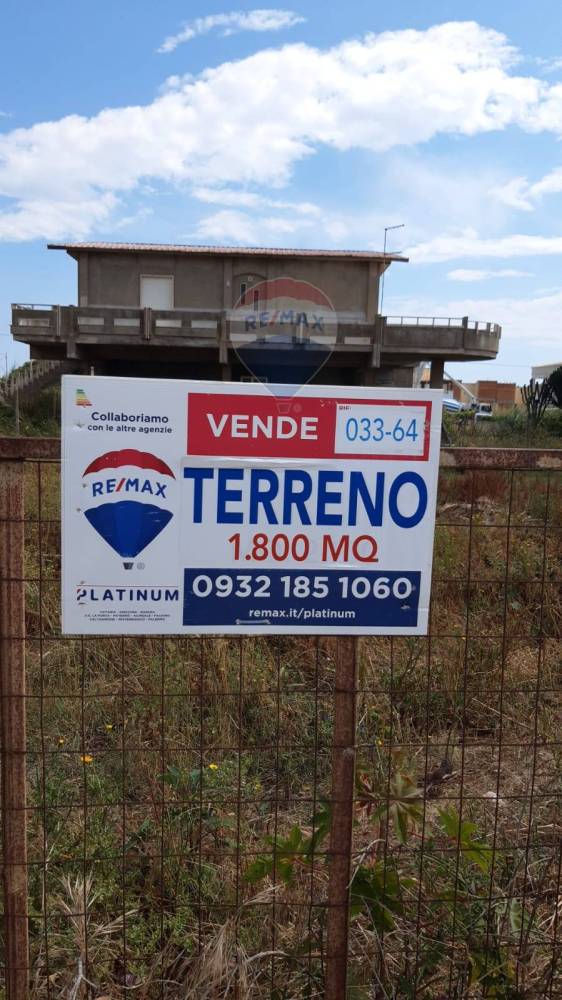 Collaboriamo
con le altre agenzie
VENDE
RIF:
033-64
RE/MAX
TERRENO
1.800 MQ
PLATINUM
0932 185 1060
remax.it/platinum
RE/MAX